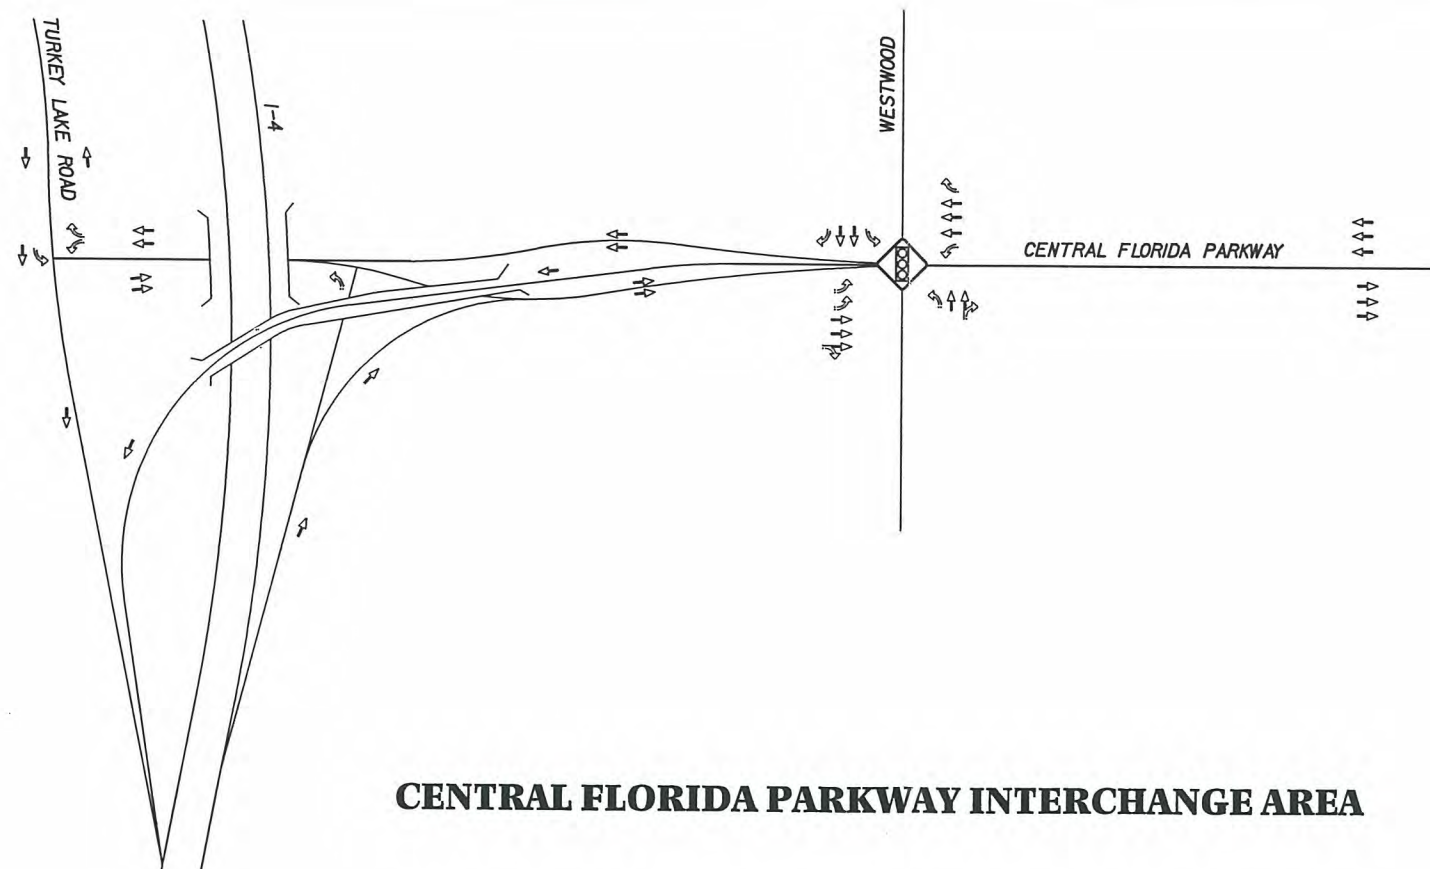 TURKEY LAKE ROAD
I-4
WESTWOOD
CENTRAL FLORIDA PARKWAY
CENTRAL FLORIDA PARKWAY INTERCHANGE AREA